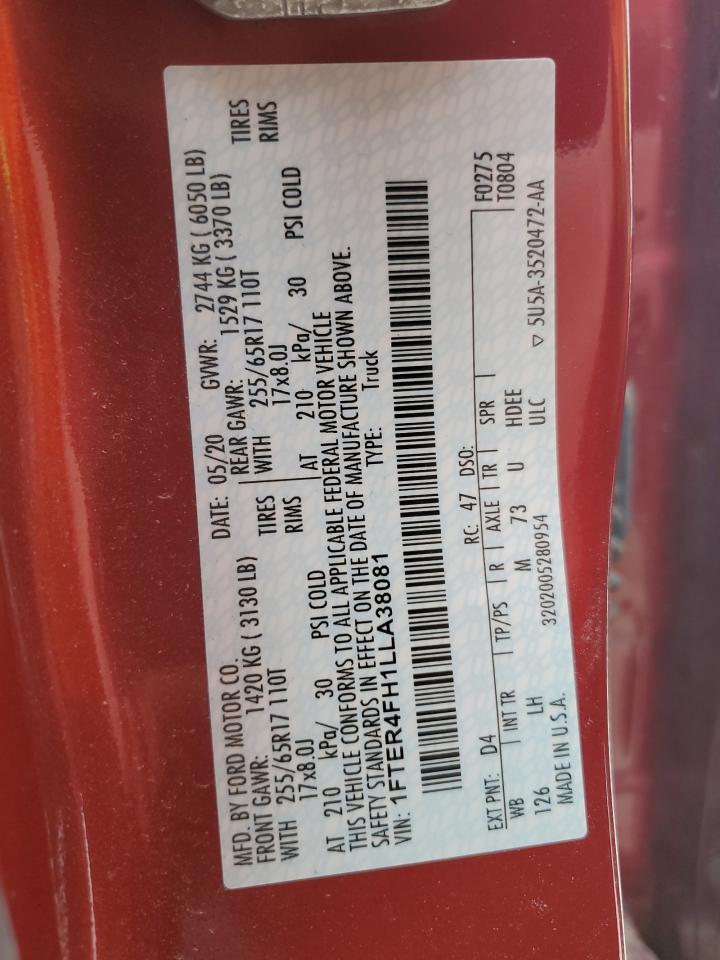 MFD. BY FORD MOTOR CO. DATE: 05/20 GVWR: 2744 KG ( 6050 LB)
FRONT GAWR: 1420 KG ( 3130 LB) REAR GAWR: 1529 KG ( 3370 LB)
WITH 255/65R17 110T TIRES WITH 255/65R17 110T TIRES
17x8.0J RIMS 17x8.0J RIMS
AT 210 kPa/ 30 PSI COLD AT 210 kPa/ 30 PSI COLD
THIS VEHICLE CONFORMS TO ALL APPLICABLE FEDERAL MOTOR VEHICLE
SAFETY STANDARDS IN EFFECT ON THE DATE OF MANUFACTURE SHOWN ABOVE.
VIN: 1FTER4FH1LLA38081 TYPE: Truck
EXT PNT: D4 RC: 47 DSO:
WB INT TR TP/PS R AXLE TR SPR F0275
126 LH M 73 U HDEE T0804
MADE IN U.S.A. 3202005280954 ULC ▽ 5U5A-3520472-AA